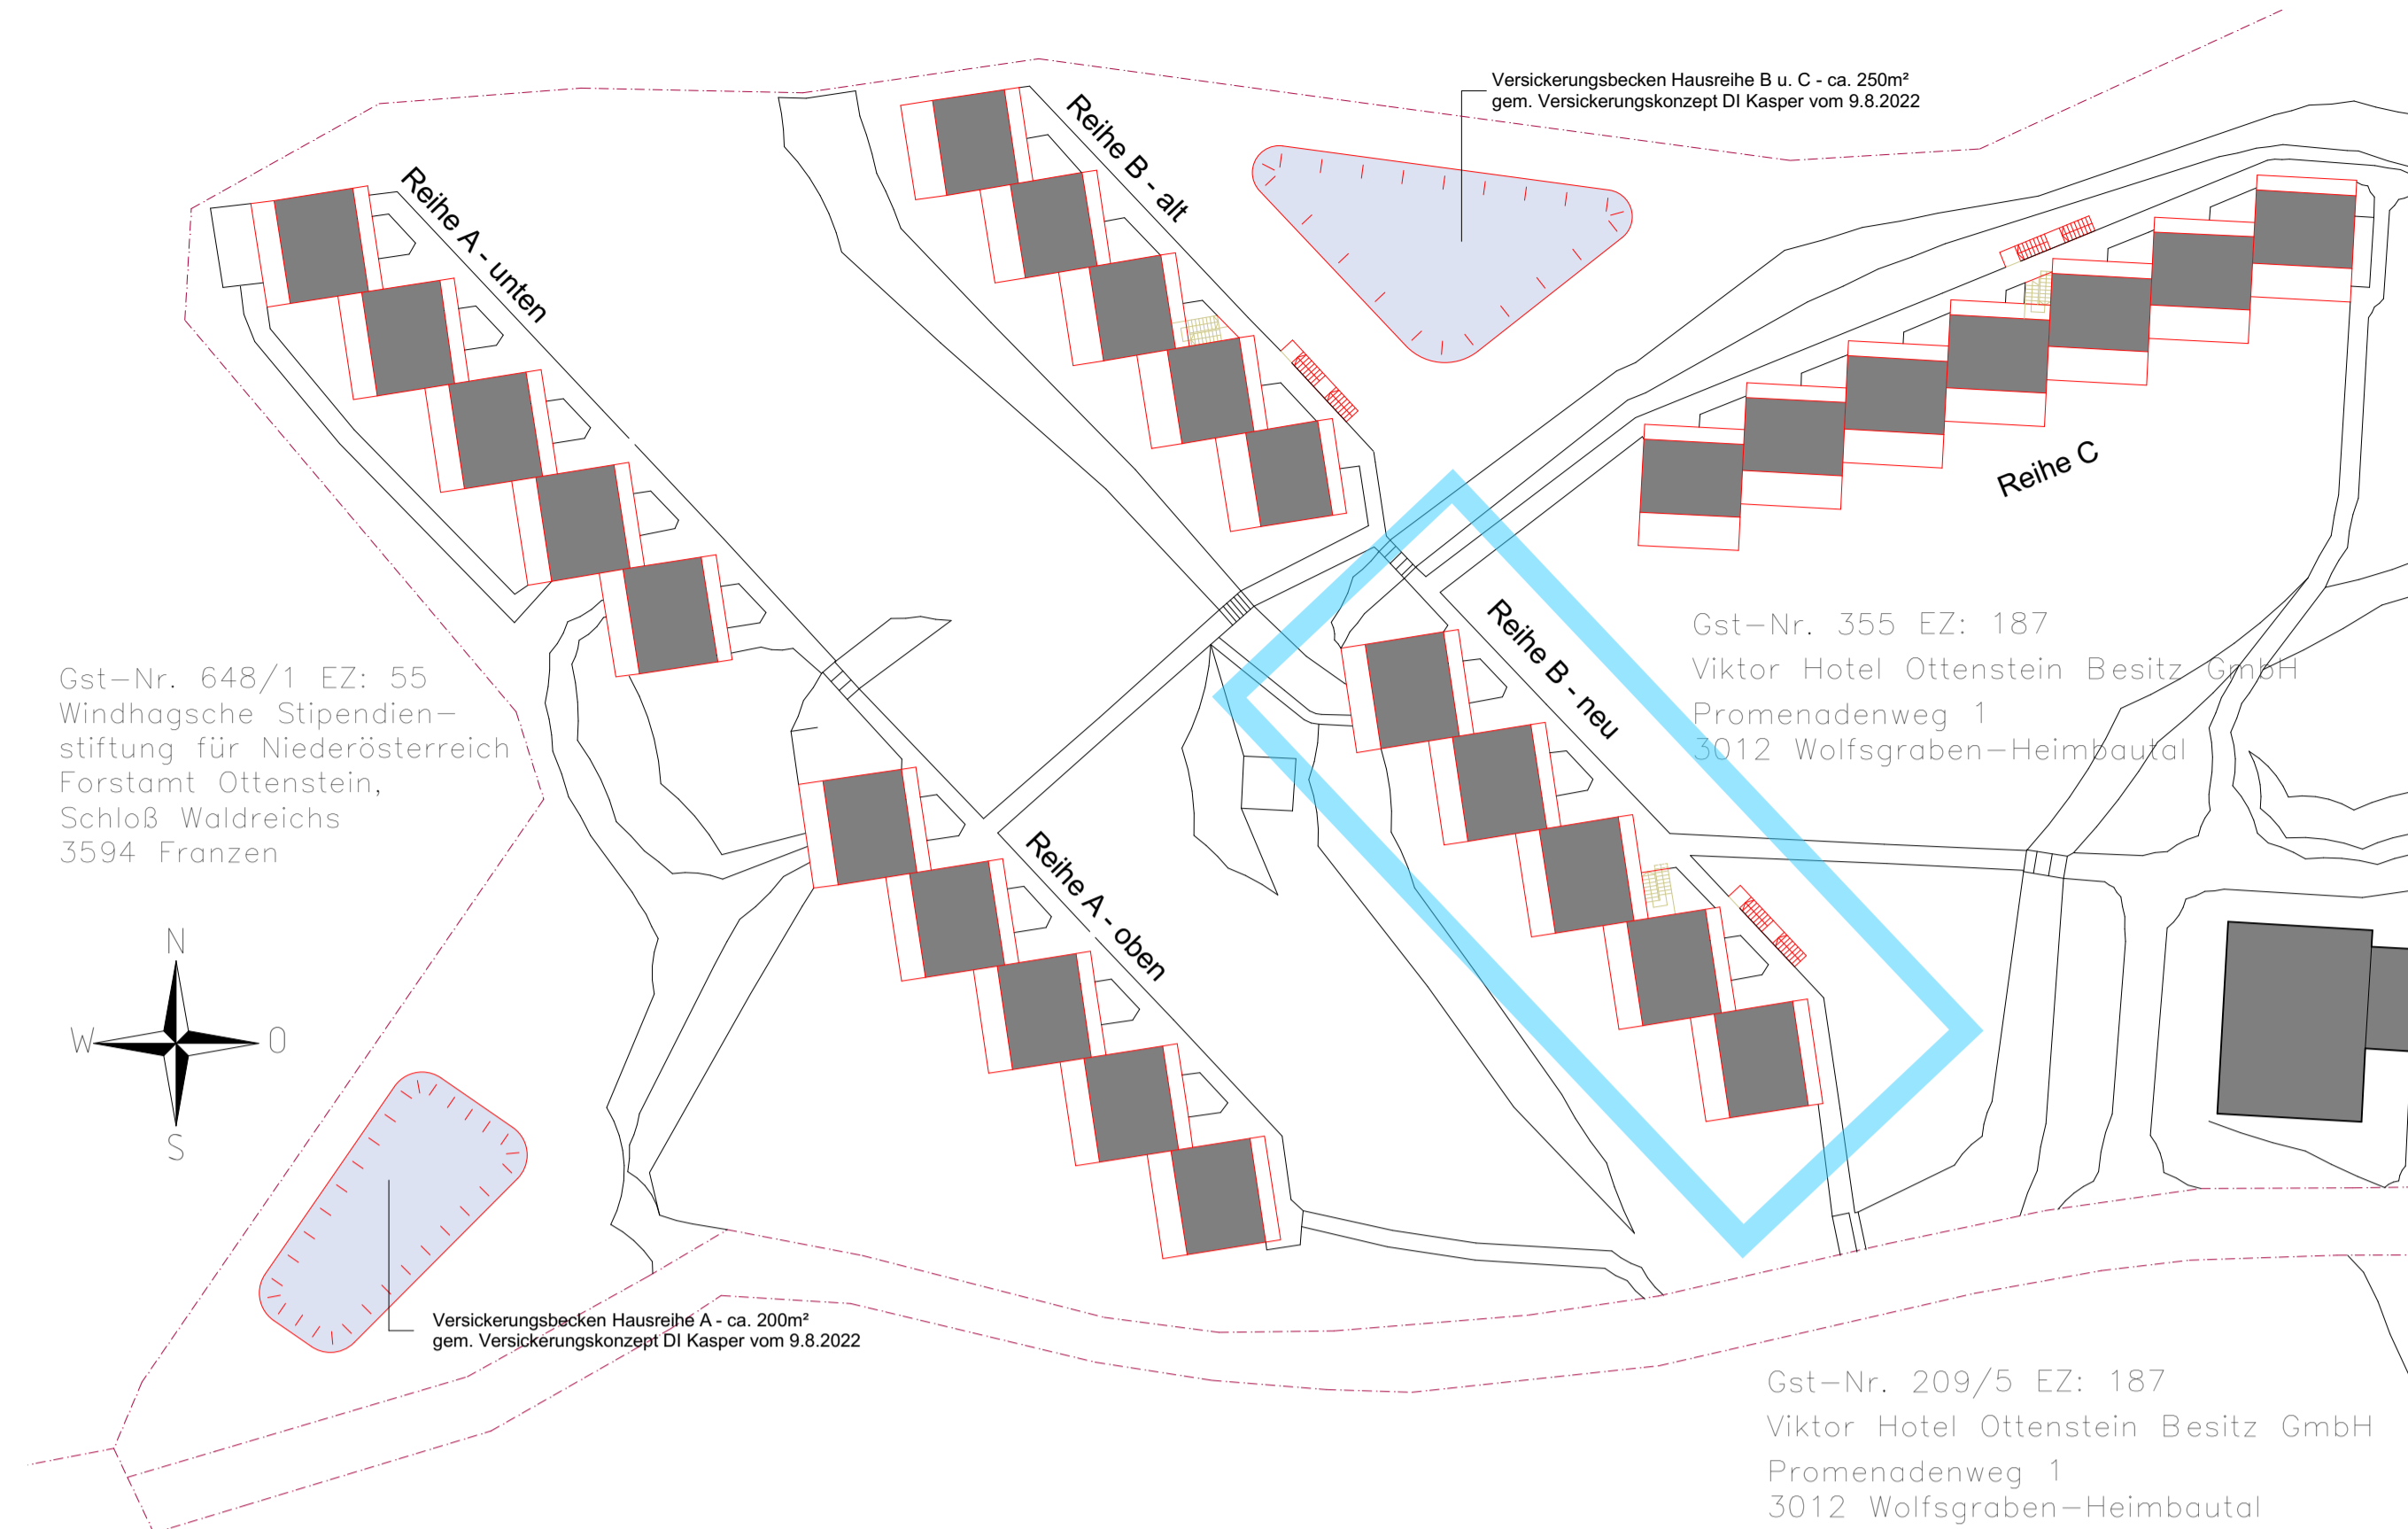 Versickerungsbecken Hausreihe B u. C - ca. 250m²
gem. Versickerungskonzept DI Kasper vom 9.8.2022
Reihe A - unten
Reihe B - alt
Reihe C
Reihe B - neu
Gst-Nr. 355 EZ: 187
Viktor Hotel Ottenstein Besitz GmbH
Promenadenweg 1
3012 Wolfsgraben-Heimbautal
Gst-Nr. 648/1 EZ: 55
Windhagsche Stipendien-
stiftung für Niederösterreich
Forstamt Ottenstein,
Schloß Waldreichs
3594 Franzen
Reihe A - oben
N
W
O
S
Versickerungsbecken Hausreihe A - ca. 200m²
gem. Versickerungskonzept DI Kasper vom 9.8.2022
Gst-Nr. 209/5 EZ: 187
Viktor Hotel Ottenstein Besitz GmbH
Promenadenweg 1
3012 Wolfsgraben-Heimbautal